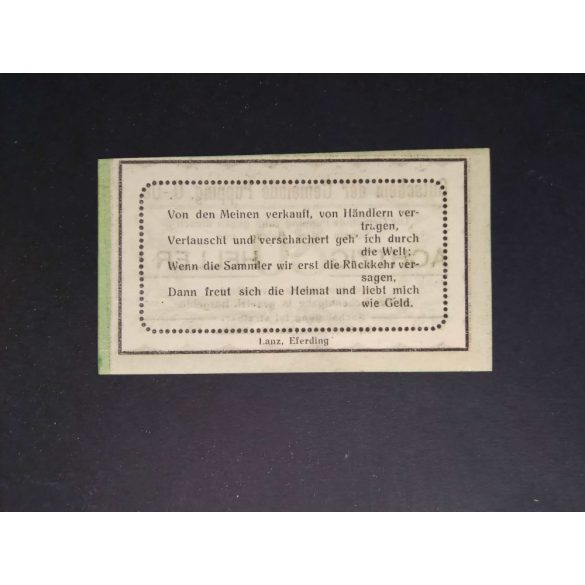 Von den Meinen verkauft, von Händlern ver-
tragen,
Vertauscht und verschachert geh' ich durch
die Welt;
Wenn die Sammler wir erst die Rückkehr ver-
sagen,
Dann freut sich die Heimat und liebt mich
wie Geld.
Lanz, Eferding